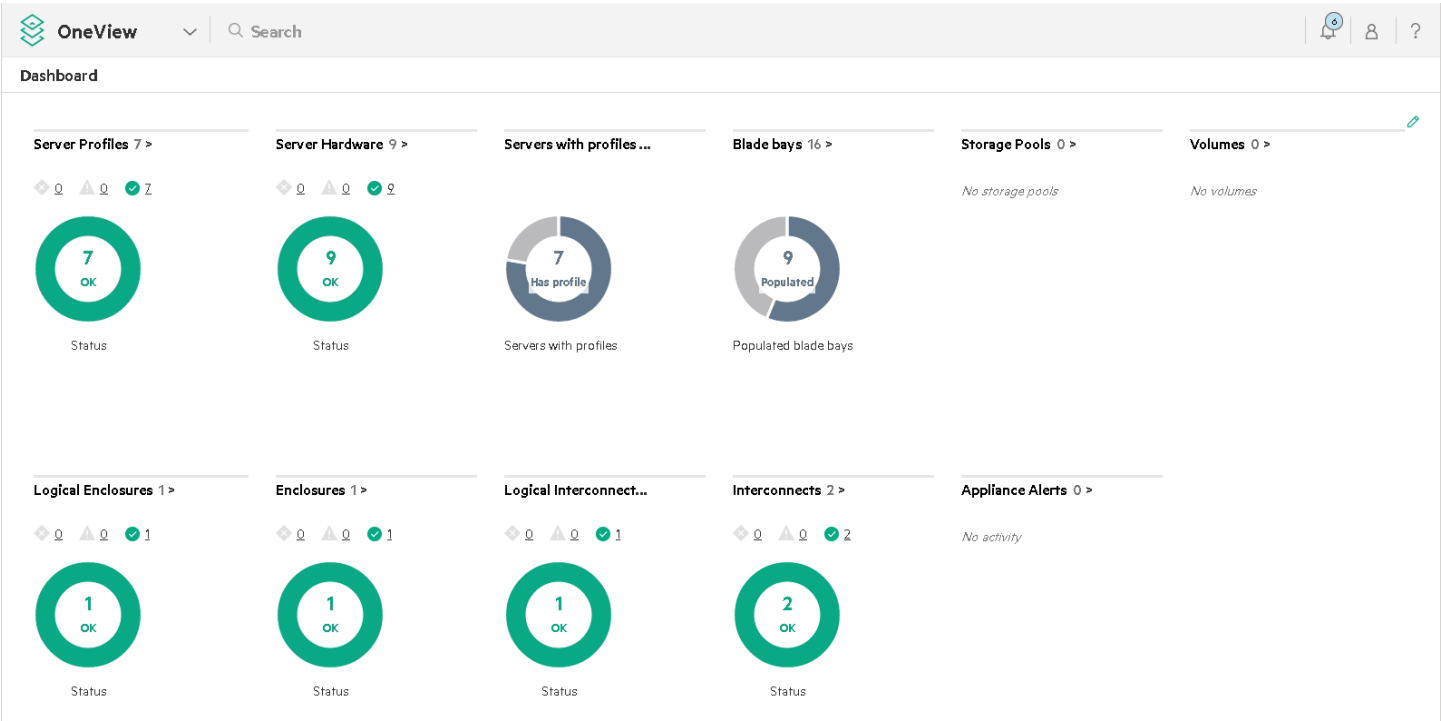 OneView
Search
6
?
Dashboard
Server Profiles 7 >
0 0 7
7
OK
Status
Server Hardware 9 >
0 0 9
9
OK
Status
Servers with profiles ...
7
Has profile
Servers with profiles
Blade bays 16 >
9
Populated
Populated blade bays
Storage Pools 0 >
No storage pools
Volumes 0 >
No volumes
Logical Enclosures 1 >
0 0 1
1
OK
Status
Enclosures 1 >
0 0 1
1
OK
Status
Logical Interconnect...
0 0 1
1
OK
Status
Interconnects 2 >
0 0 2
2
OK
Status
Appliance Alerts 0 >
No activity